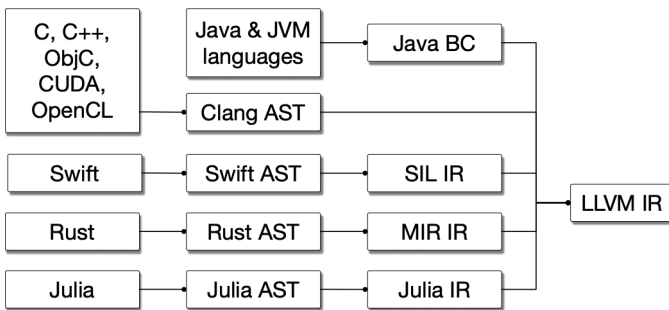 C, C++,
ObjC,
CUDA,
OpenCL
Java & JVM
languages
Java BC
Clang AST
Swift
Swift AST
SIL IR
LLVM IR
Rust
Rust AST
MIR IR
Julia
Julia AST
Julia IR